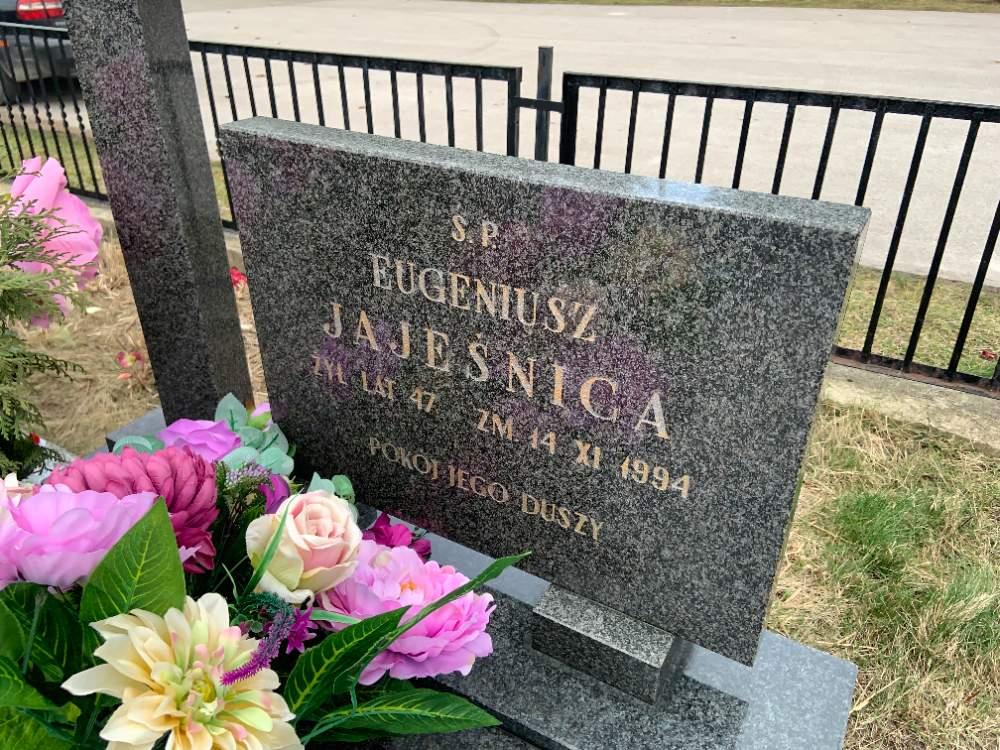 Ś.P.
EUGENIUSZ
JAJEŚNICA
ŻYŁ LAT 47 ZM 14 XI 1994
POKÓJ JEGO DUSZY